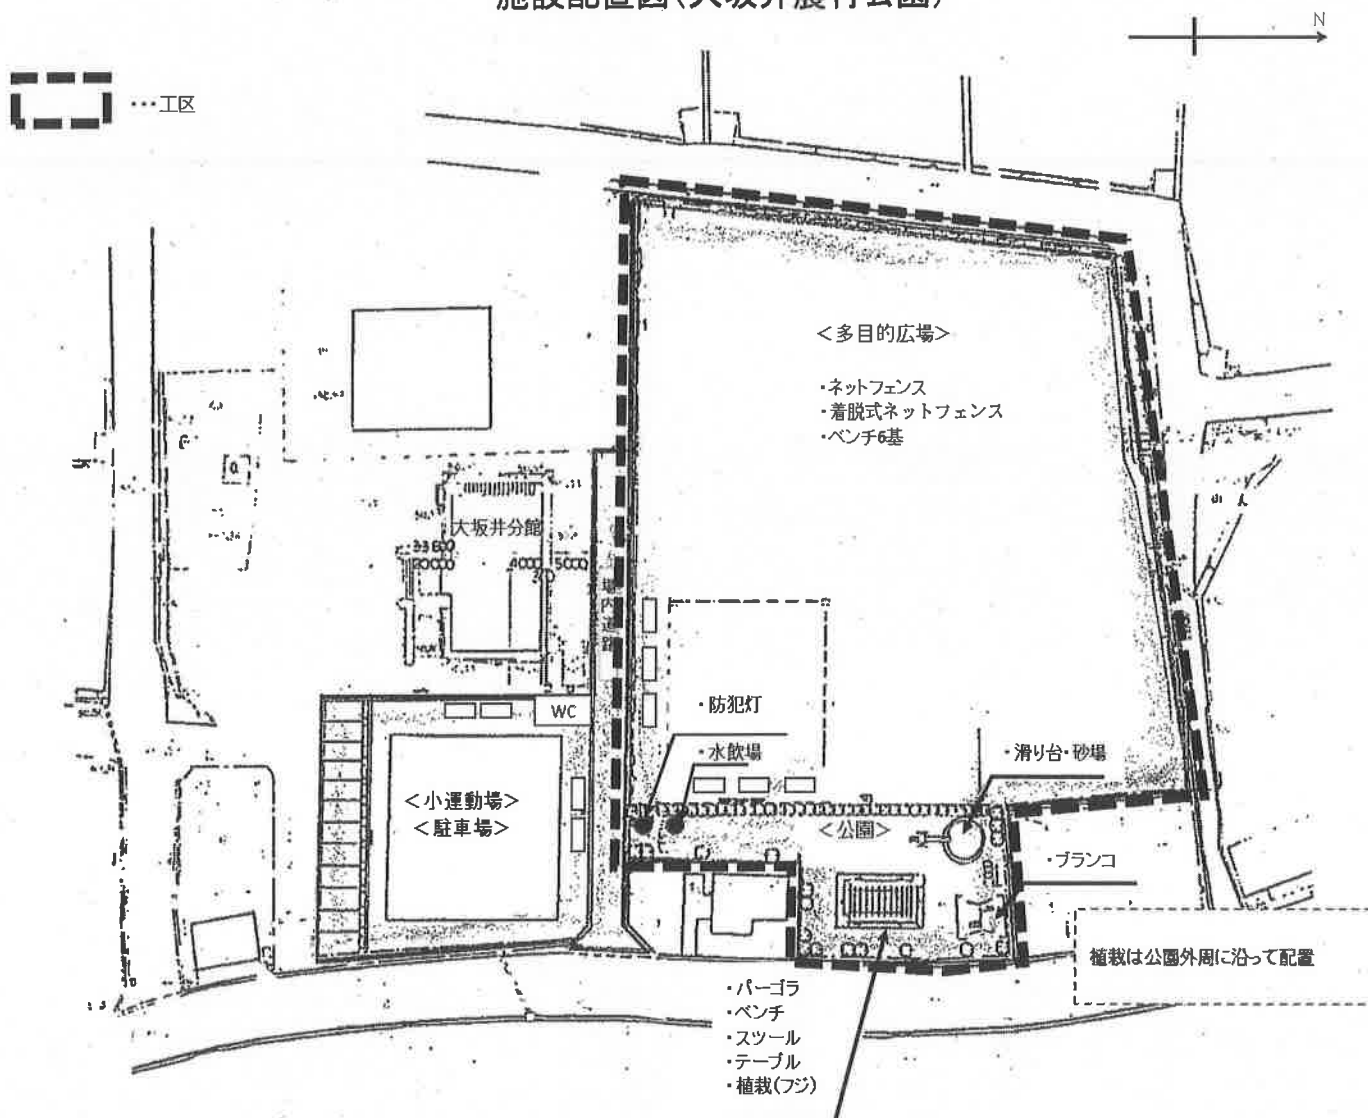 施設配置図(大坂井農村公園)
N
…工区
＜多目的広場＞
・ネットフェンス
・着脱式ネットフェンス
・ベンチ6基
大坂井分館
4000
5000
場内道路
・防犯灯
WC
・水飲場
・滑り台・砂場
＜小運動場＞
＜駐車場＞
＜公園＞
・ブランコ
植栽は公園外周に沿って配置
・パーゴラ
・ベンチ
・スツール
・テーブル
・植栽(フジ)